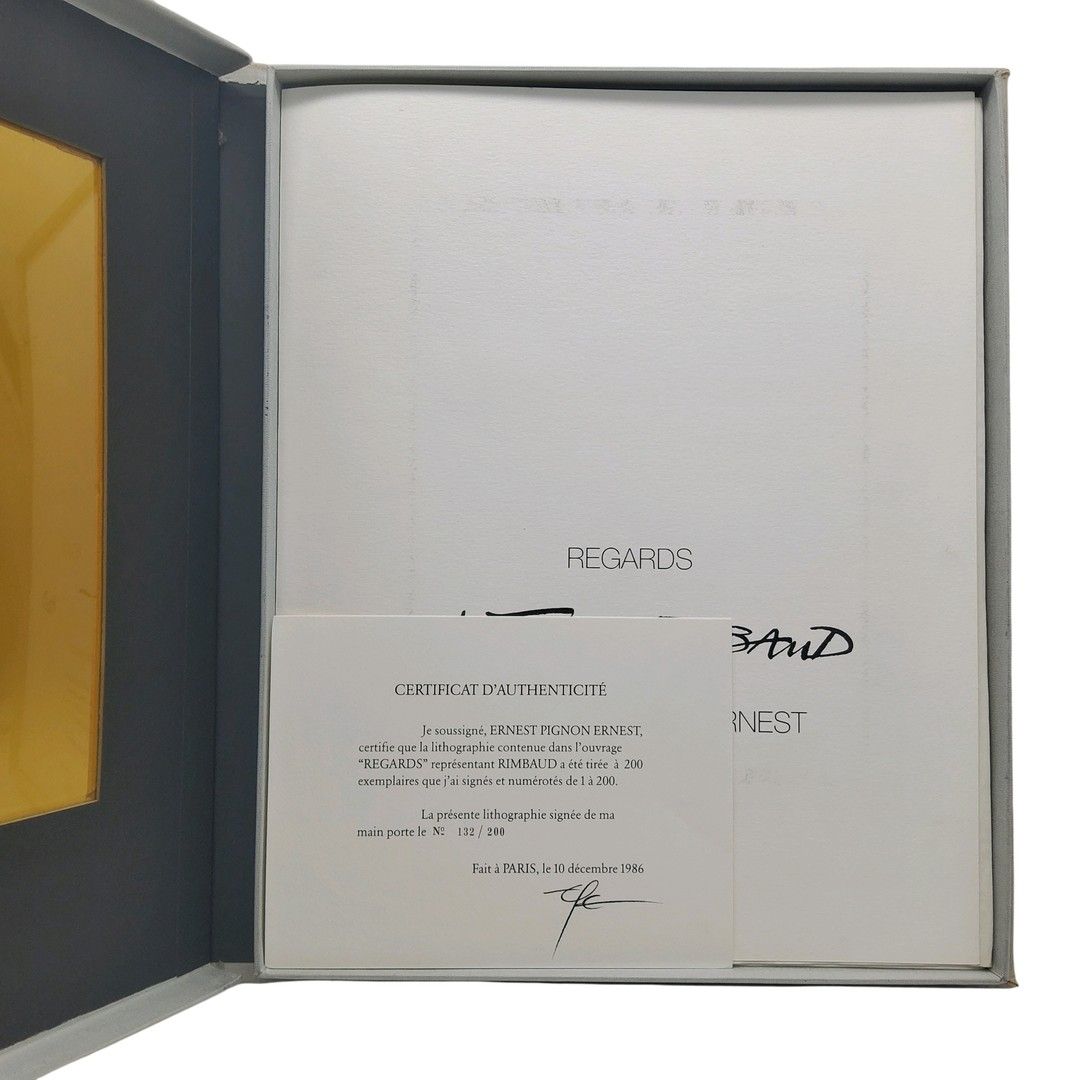 REGARDS
BAUD
RNEST
CERTIFICAT D'AUTHENTICITÉ
Je soussigné, ERNEST PIGNON ERNEST,
certifie que la lithographie contenue dans l'ouvrage
“REGARDS” représentant RIMBAUD a été tirée à 200
exemplaires que j'ai signés et numérotés de 1 à 200.
La présente lithographie signée de ma
main porte le Nº 132 / 200
Fait à PARIS, le 10 décembre 1986